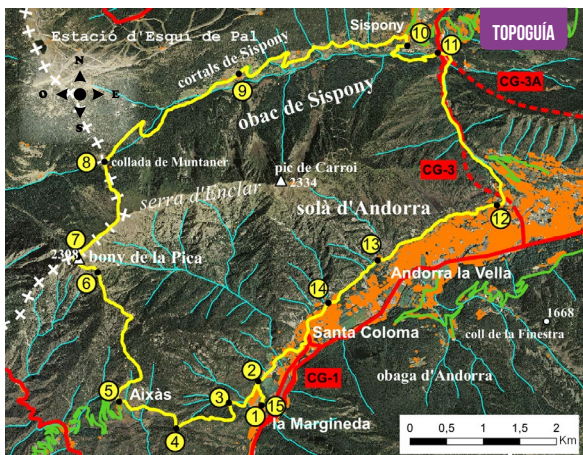 TOPOGUÍA
Estació d'Esquí de Pal
Sispony
10
11
cortals de Sispony
N
O
E
S
9
CG-3A
obac de Sispony
8
collada de Muntaner
pic de Carroi
2334
CG-3
serra d'Enclar
solà d'Andorra
12
7
2308
bony de la Pica
13
6
Andorra la Vella
14
1668
Santa Coloma
coll de la Finestra
2
CG-1
obaga d'Andorra
5
Aixàs
3
1
15
la Margineda
4
0 0,5 1 1,5 2
Km